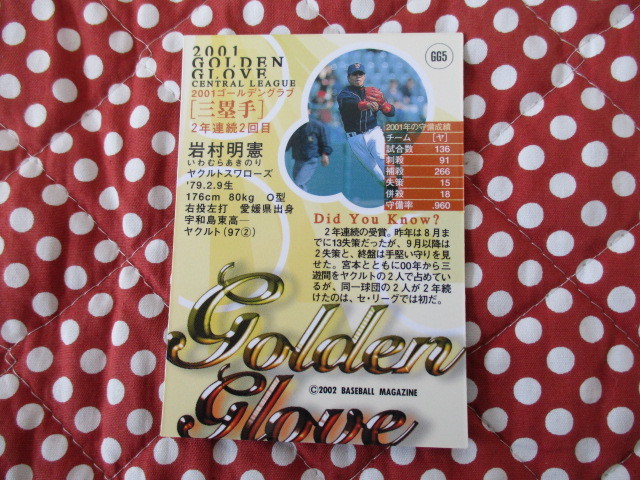 2001
GOLDEN
GLOVE
CENTRAL LEAGUE
2001ゴールデングラブ
[三塁手]
2年連続2回目
岩村明憲
いわむらあきのり
ヤクルトスワローズ
'79.2.9生
176cm 80kg O型
右投左打 愛媛県出身
宇和島東高―
ヤクルト(97②)
GG5
2001年の守備成績
チーム [ヤ]
試合数 136
刺殺 91
補殺 266
失策 15
併殺 18
守備率 .960
Did You Know?
2年連続の受賞。昨年は8月ま
でに13失策だったが、9月以降は
2失策と、終盤は手堅い守りを見
せた。宮本とともに00年から三
遊間をヤクルトの2人で占めてい
るが、同一球団の2人が2年続
けたのは、セ・リーグでは初だ。
Golden
Glove
©2002 BASEBALL MAGAZINE